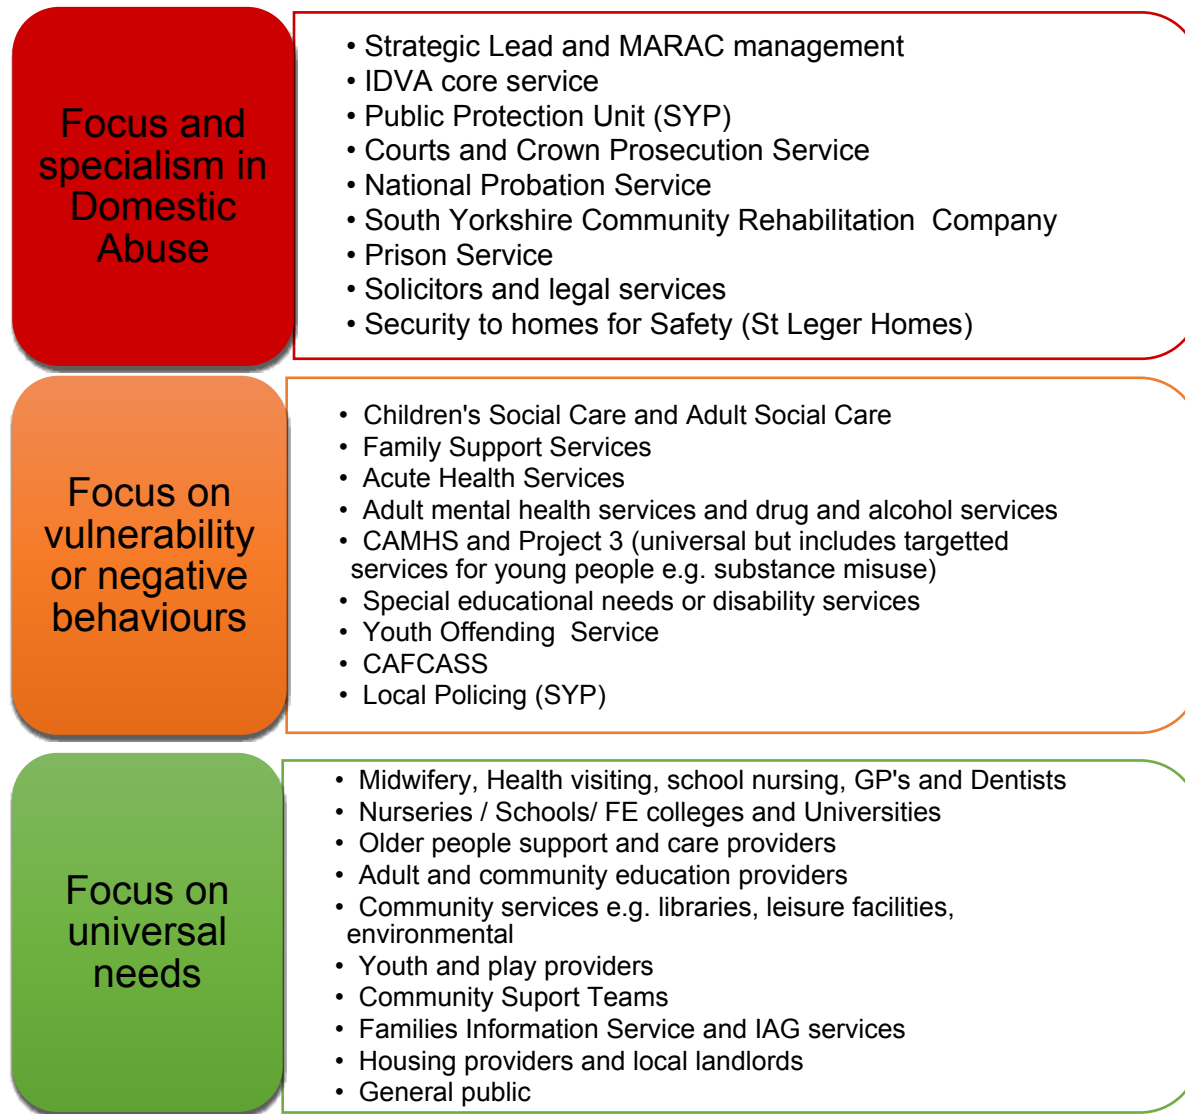 Focus and
specialism in
Domestic
Abuse
• Strategic Lead and MARAC management
• IDVA core service
• Public Protection Unit (SYP)
• Courts and Crown Prosecution Service
• National Probation Service
• South Yorkshire Community Rehabilitation  Company
• Prison Service
• Solicitors and legal services
• Security to homes for Safety (St Leger Homes)
Focus on
vulnerability
or negative
behaviours
• Children's Social Care and Adult Social Care
• Family Support Services
• Acute Health Services
• Adult mental health services and drug and alcohol services
• CAMHS and Project 3 (universal but includes targetted
services for young people e.g. substance misuse)
• Special educational needs or disability services
• Youth Offending  Service
• CAFCASS
• Local Policing (SYP)
Focus on
universal
needs
• Midwifery, Health visiting, school nursing, GP's and Dentists
• Nurseries / Schools/ FE colleges and Universities
• Older people support and care providers
• Adult and community education providers
• Community services e.g. libraries, leisure facilities,
environmental
• Youth and play providers
• Community Suport Teams
• Families Information Service and IAG services
• Housing providers and local landlords
• General public